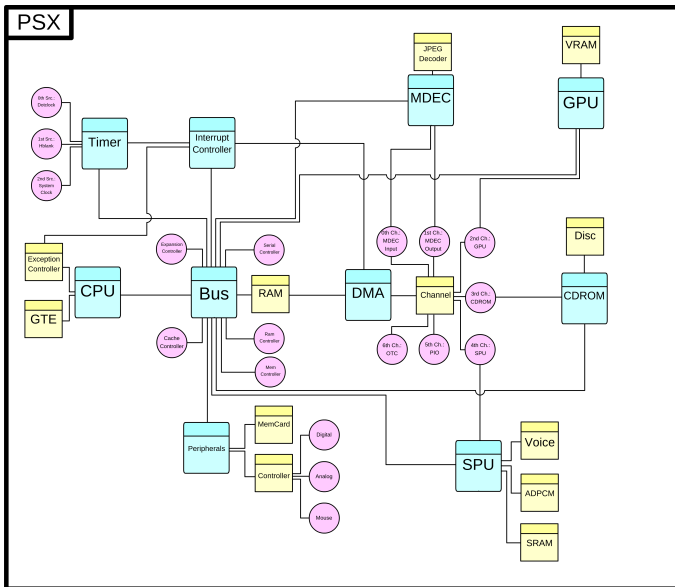 PSX
JPEG
Decoder
VRAM
MDEC
GPU
0th Src.:
Dotclock
1st Src.:
Hblank
2nd Src.:
System
Clock
Timer
Interrupt
Controller
Expansion
Controller
Serial
Controller
0th Ch.:
MDEC
Input
1st Ch.:
MDEC
Output
2nd Ch.:
GPU
Disc
Exception
Controller
CPU
Bus
RAM
DMA
Channel
3rd Ch.:
CDROM
CDROM
GTE
Cache
Controller
Ram
Controller
Mem
Controller
6th Ch.:
OTC
5th Ch.:
PIO
4th Ch.:
SPU
MemCard
Peripherals
Controller
Digital
Analog
Mouse
SPU
Voice
ADPCM
SRAM